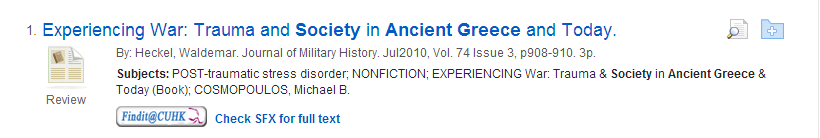 1. Experiencing War: Trauma and Society in Ancient Greece and Today.
By: Heckel, Waldemar. Journal of Military History. Jul2010, Vol. 74 Issue 3, p908-910. 3p.
Subjects: POST-traumatic stress disorder; NONFICTION; EXPERIENCING War: Trauma & Society in Ancient Greece &
Today (Book); COSMOPOULOS, Michael B.
Review
Findit@CUHK Check SFX for full text